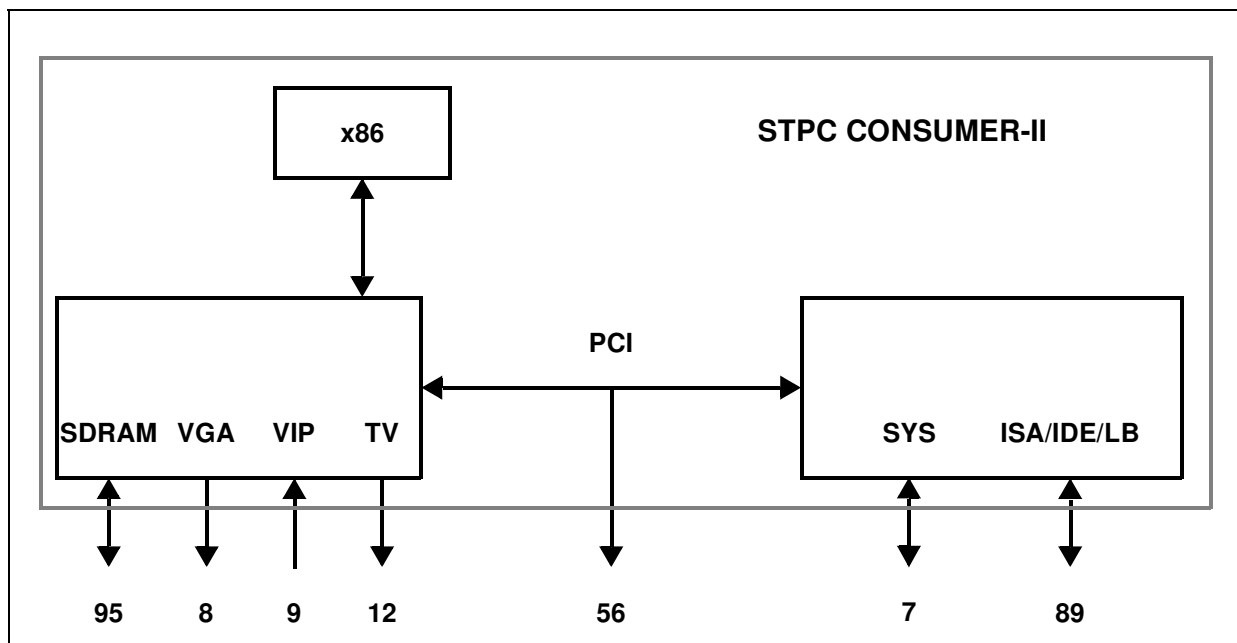 x86
STPC CONSUMER-II
PCI
SDRAM VGA VIP TV
SYS ISA/IDE/LB
95 8 9 12 56 7 89